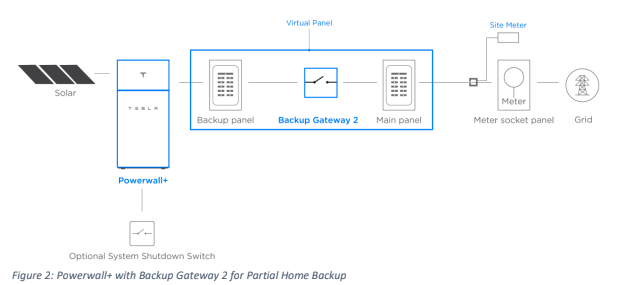 Site Meter
Virtual Panel
Solar
TESLA
Meter
Backup panel
Backup Gateway 2
Main panel
Meter socket panel
Grid
Powerwall+
Optional System Shutdown Switch
Figure 2: Powerwall+ with Backup Gateway 2 for Partial Home Backup